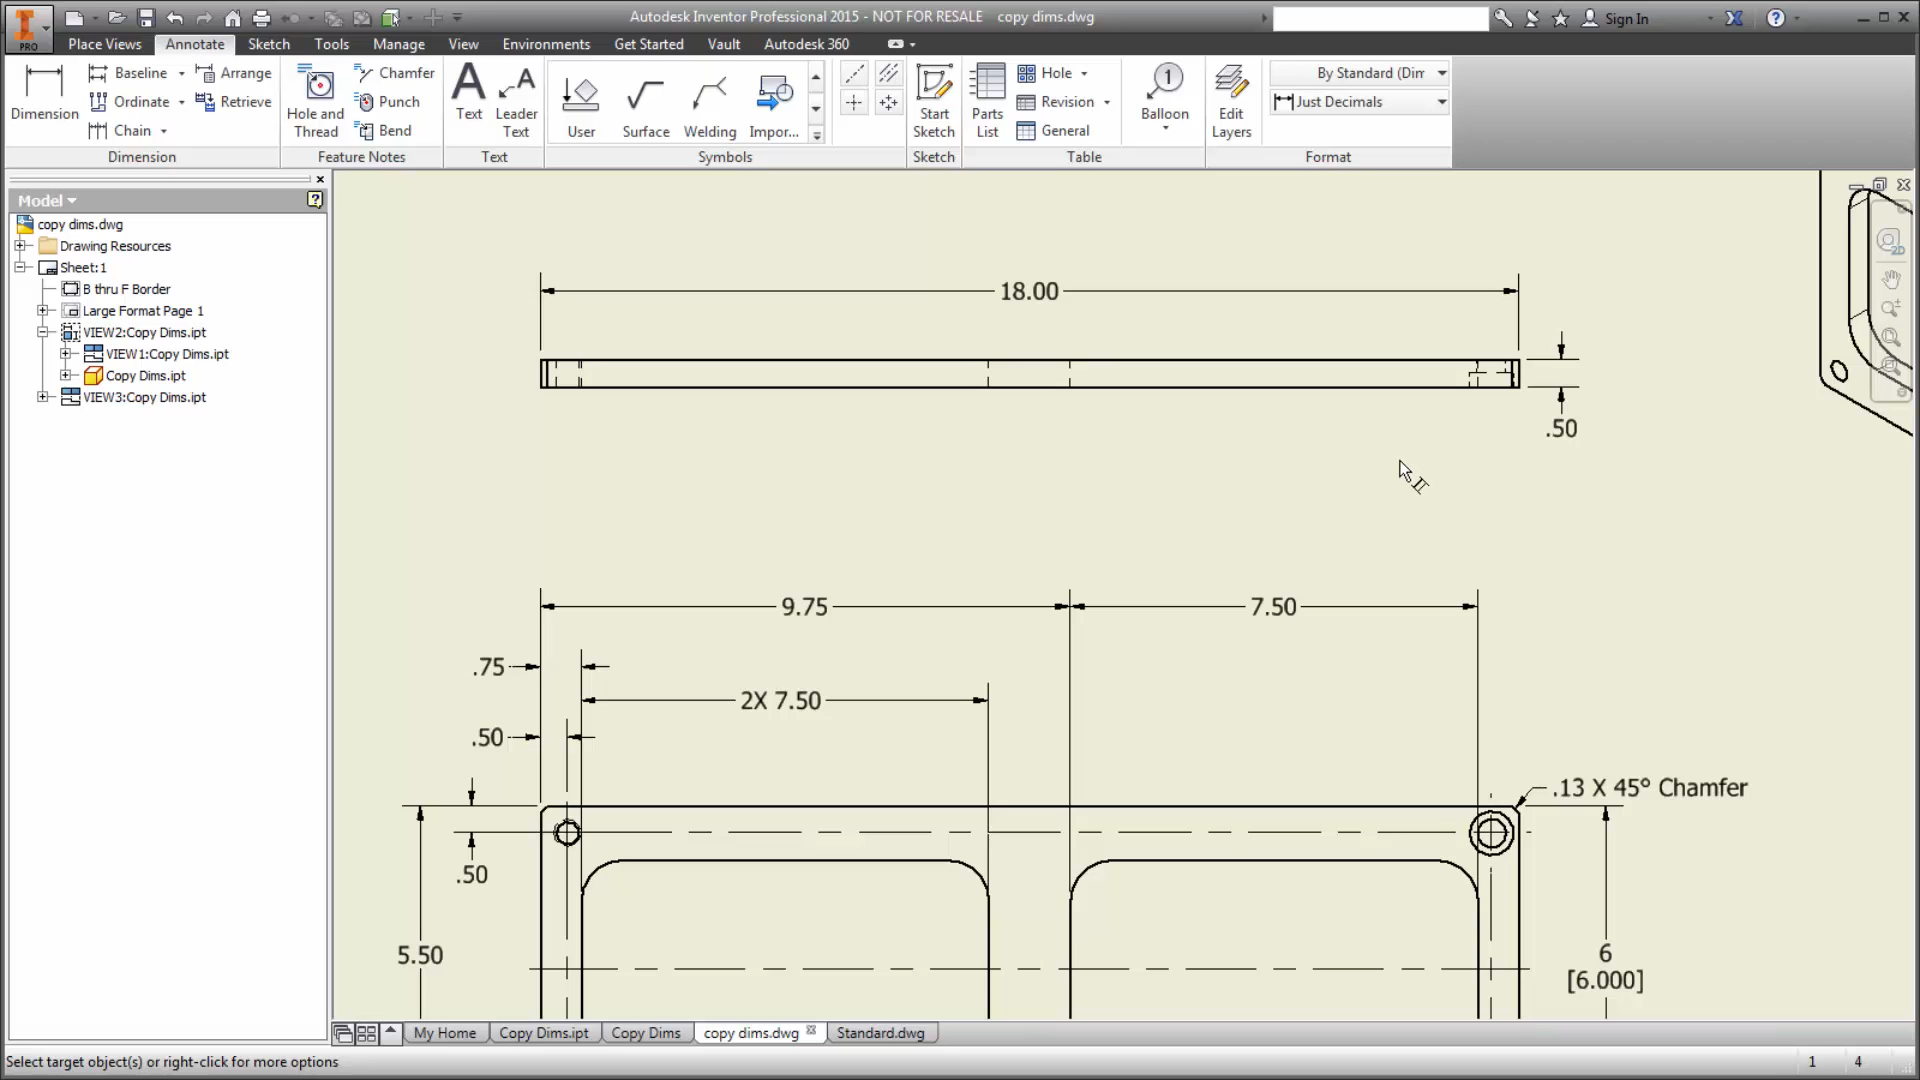 Autodesk Inventor Professional 2015 - NOT FOR RESALE copy dims.dwg
Sign In
PRO
Place Views Annotate Sketch Tools Manage View Environments Get Started Vault Autodesk 360
Dimension
Baseline
Ordinate
Chain
Arrange
Retrieve
Dimension
Hole and Thread
Chamfer
Punch
Bend
Feature Notes
Text
Leader Text
Text
User
Surface
Welding
Impor...
Symbols
Start Sketch
Sketch
Parts List
Hole
Revision
General
Table
Balloon
Edit Layers
By Standard (Dir
Just Decimals
Format
Model
copy dims.dwg
Drawing Resources
Sheet:1
B thru F Border
Large Format Page 1
VIEW2:Copy Dims.ipt
VIEW1:Copy Dims.ipt
Copy Dims.ipt
VIEW3:Copy Dims.ipt
18.00
.50
9.75
7.50
.75
2X 7.50
.50
.13 X 45° Chamfer
.50
5.50
6
[6.000]
My Home Copy Dims.ipt Copy Dims copy dims.dwg Standard.dwg
Select target object(s) or right-click for more options
1 4